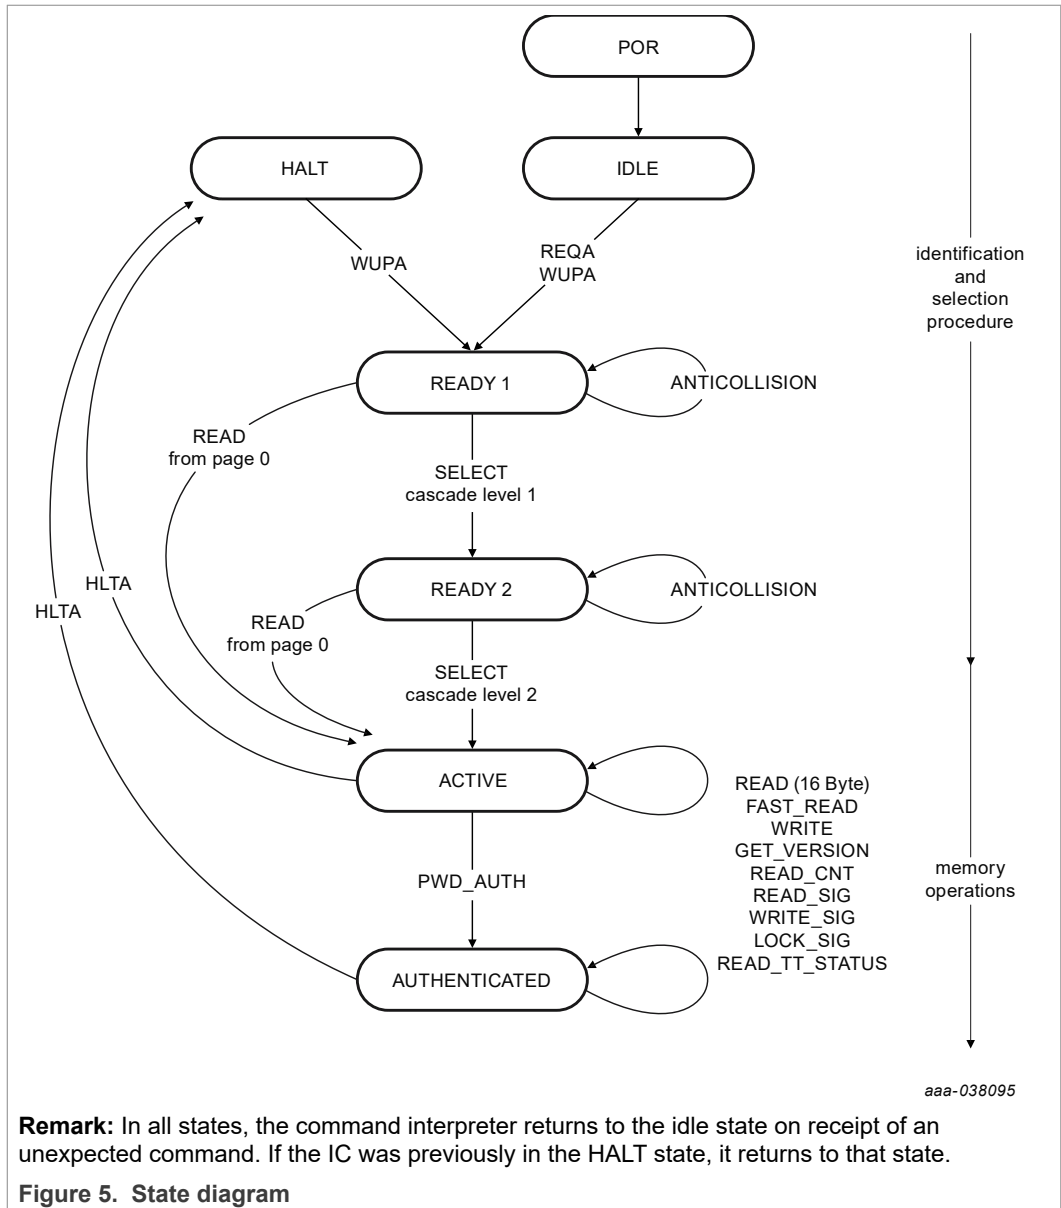 POR
HALT
IDLE
WUPA
REQA
WUPA
identification
and
selection
procedure
READY 1
ANTICOLLISION
READ
from page 0
SELECT
cascade level 1
HLTA
HLTA
READY 2
ANTICOLLISION
READ
from page 0
SELECT
cascade level 2
ACTIVE
READ (16 Byte)
FAST_READ
WRITE
GET_VERSION
READ_CNT
READ_SIG
WRITE_SIG
LOCK_SIG
READ_TT_STATUS
memory
operations
PWD_AUTH
AUTHENTICATED
aaa-038095
Remark: In all states, the command interpreter returns to the idle state on receipt of an
unexpected command. If the IC was previously in the HALT state, it returns to that state.
Figure 5. State diagram